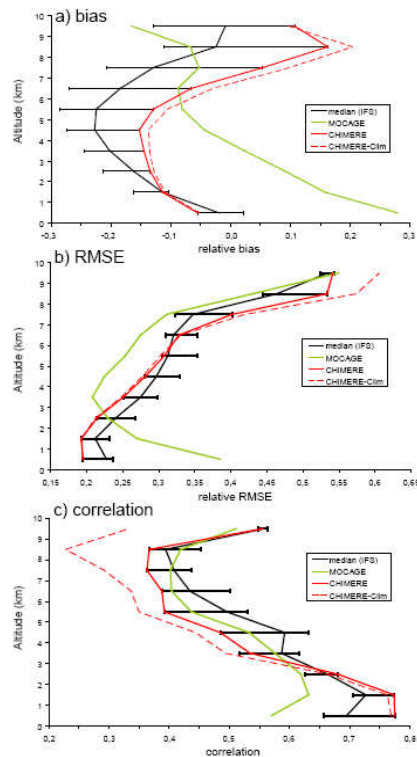 a) bias
Altitude (km)
10
9
8
7
6
5
4
3
2
1
0
median (IFS)
MOCAGE
CHIMERE
CHIMERE-Clim
-0,3 -0,2 -0,1 0,0 0,1 0,2 0,3
relative bias
b) RMSE
Altitude (km)
10
9
8
7
6
5
4
3
2
1
0
median (IFS)
MOCAGE
CHIMERE
CHIMERE-Clim
0,15 0,2 0,25 0,3 0,35 0,4 0,45 0,5 0,55 0,6 0,65
relative RMSE
c) correlation
Altitude (km)
10
9
8
7
6
5
4
3
2
1
0
median (IFS)
MOCAGE
CHIMERE
CHIMERE-Clim
0,2 0,3 0,4 0,5 0,6 0,7 0,8
correlation